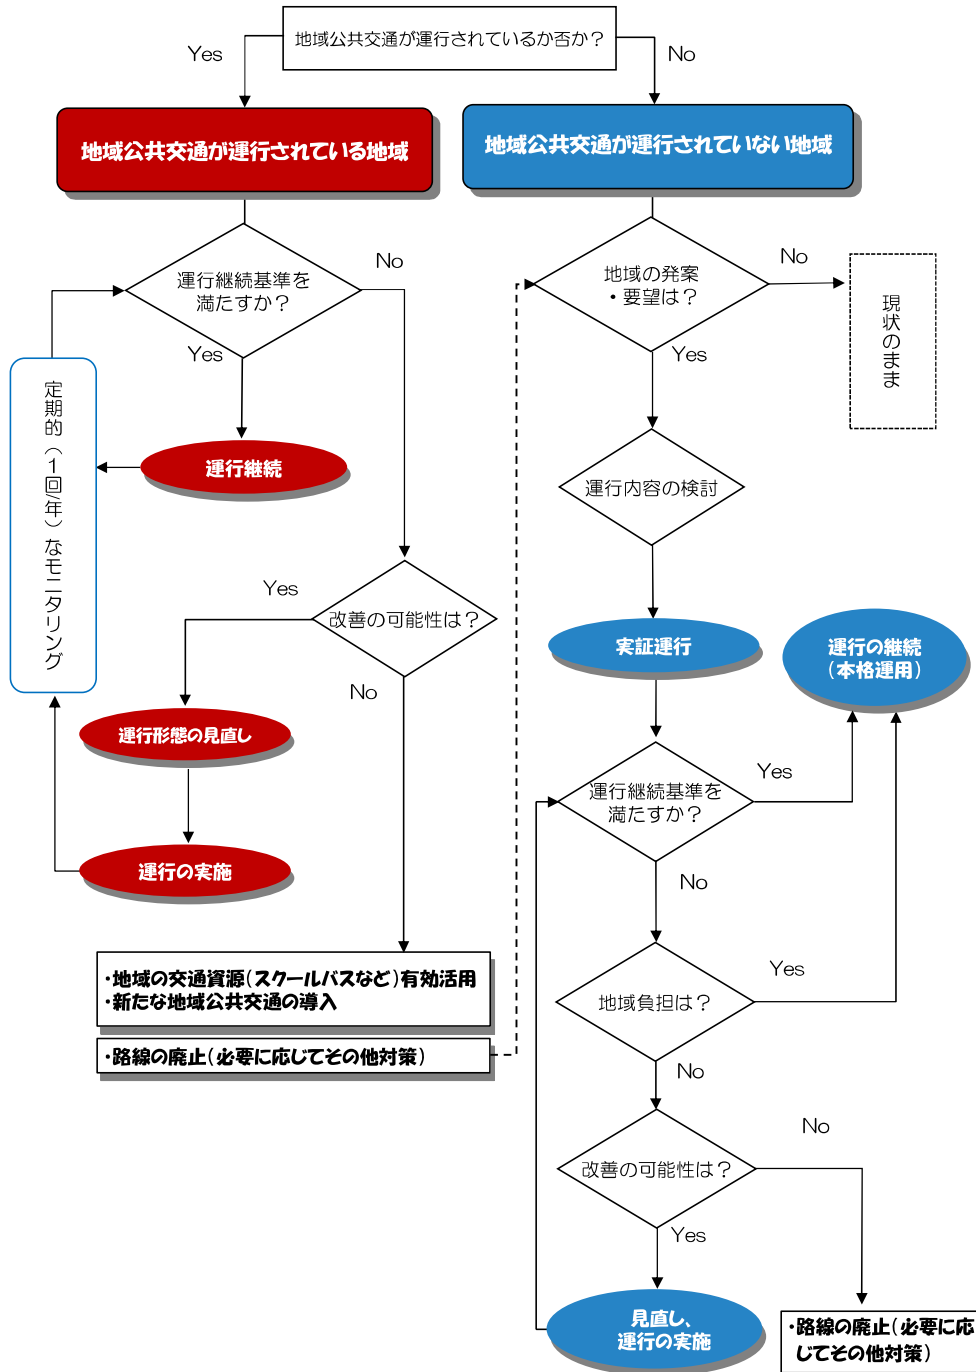 地域公共交通が運行されているか否か？
Yes
No
地域公共交通が運行されている地域
地域公共交通が運行されていない地域
運行継続基準を
満たすか？
No
Yes
地域の発案
・要望は？
No
Yes
現状のまま
定期的（１回/年）なモニタリング
運行継続
運行内容の検討
Yes
改善の可能性は？
No
実証運行
運行の継続
（本格運用）
運行形態の見直し
運行継続基準を
満たすか？
Yes
No
運行の実施
・地域の交通資源（スクールバスなど）有効活用
・新たな地域公共交通の導入
・路線の廃止（必要に応じてその他対策）
地域負担は？
Yes
No
改善の可能性は？
No
Yes
見直し、
運行の実施
・路線の廃止（必要に応
じてその他対策）